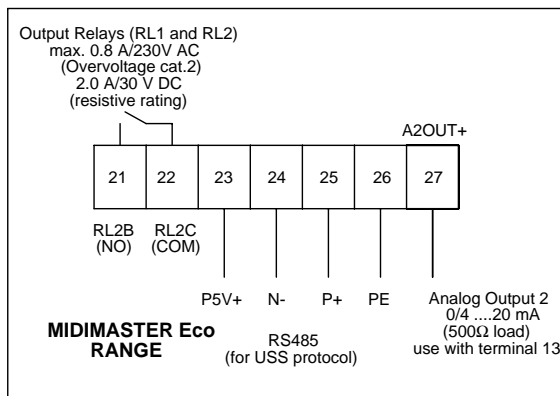 Output Relays (RL1 and RL2)
max. 0.8 A/230V AC
(Overvoltage cat.2)
2.0 A/30 V DC
(resistive rating)
A2OUT+
21 22 23 24 25 26 27
RL2B RL2C
(NO) (COM)
P5V+ N- P+ PE Analog Output 2
0/4 ....20 mA
(500Ω load)
use with terminal 13
MIDIMASTER Eco
RANGE
RS485
(for USS protocol)